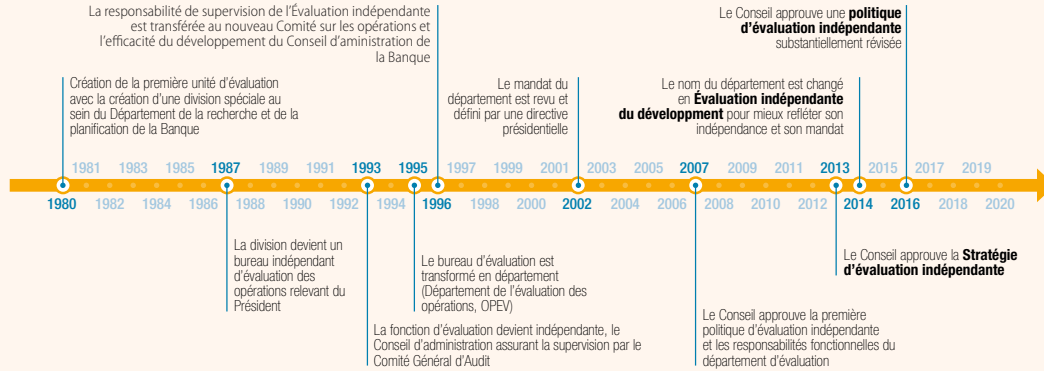 La responsabilité de supervision de l'Évaluation indépendante
est transférée au nouveau Comité sur les opérations et
l'efficacité du développement du Conseil d'aministration de
la Banque
Le Conseil approuve une politique
d'évaluation indépendante
substantiellement révisée
Création de la première unité d'évaluation
avec la création d'une division spéciale au
sein du Département de la recherche et de la
planification de la Banque
Le mandat du
département est revu et
défini par une directive
présidentielle
Le nom du département est changé
en Évaluation indépendante
du développment pour mieux refléter son
indépendance et son mandat
1981 1983 1985 1987 1989 1991 1993 1995 1997 1999 2001 2003 2005 2007 2009 2011 2013 2015 2017 2019
1980 1982 1984 1986 1988 1990 1992 1994 1996 1998 2000 2002 2004 2006 2008 2010 2012 2014 2016 2018 2020
La division devient un
bureau indépendant
d'évaluation des
opérations relevant du
Président
Le bureau d'évaluation est
transformé en département
(Département de l'évaluation des
opérations, OPEV)
Le Conseil approuve la Stratégie
d'évaluation indépendante
La fonction d'évaluation devient indépendante, le
Conseil d'administration assurant la supervision par le
Comité Général d'Audit
Le Conseil approuve la première
politique d'évaluation indépendante
et les responsabilités fonctionnelles du
département d'évaluation